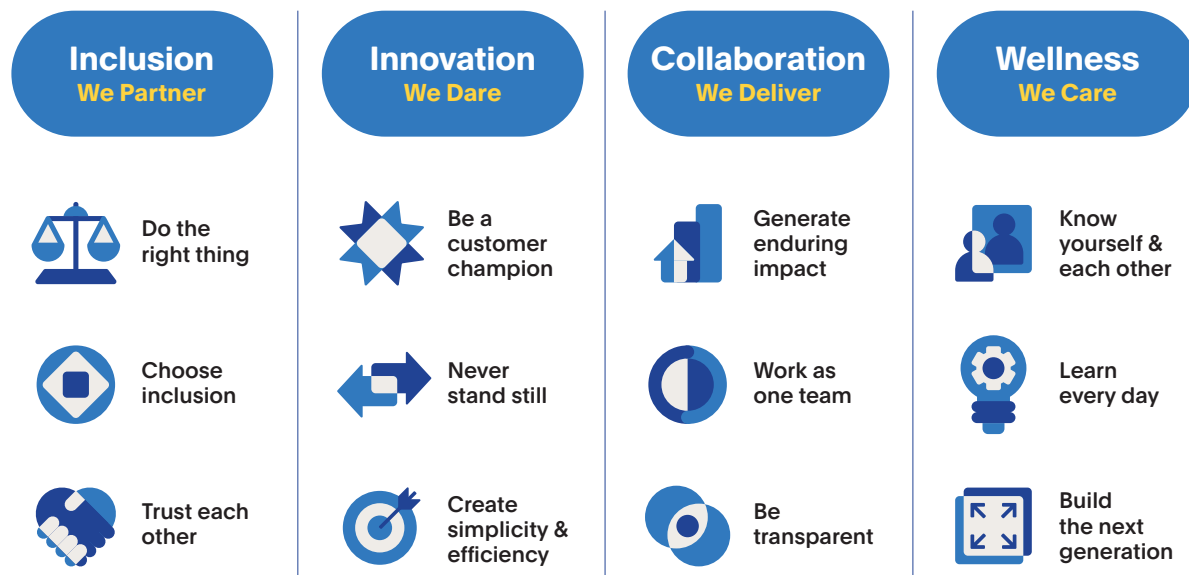 Inclusion
We Partner
Do the
right thing
Choose
inclusion
Trust each
other
Innovation
We Dare
Be a
customer
champion
Never
stand still
Create
simplicity &
efficiency
Collaboration
We Deliver
Generate
enduring
impact
Work as
one team
Be
transparent
Wellness
We Care
Know
yourself &
each other
Learn
every day
Build
the next
generation